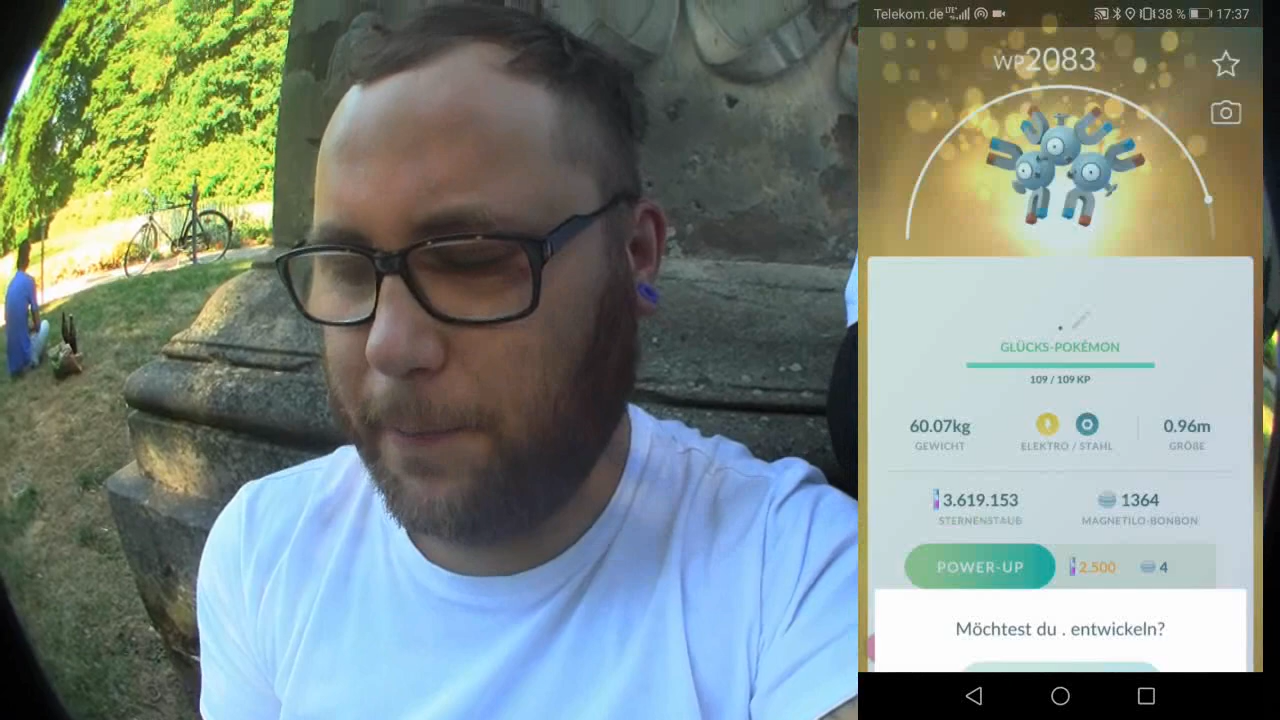 Telekom.de LTE 38 % 17:37
WP2083
.
GLÜCKS-POKÉMON
109 / 109 KP
60.07kg
GEWICHT
ELEKTRO / STAHL
0.96m
GRÖßE
3.619.153
STERNENSTAUB
1364
MAGNETILO-BONBON
POWER-UP 2.500 4
Möchtest du . entwickeln?